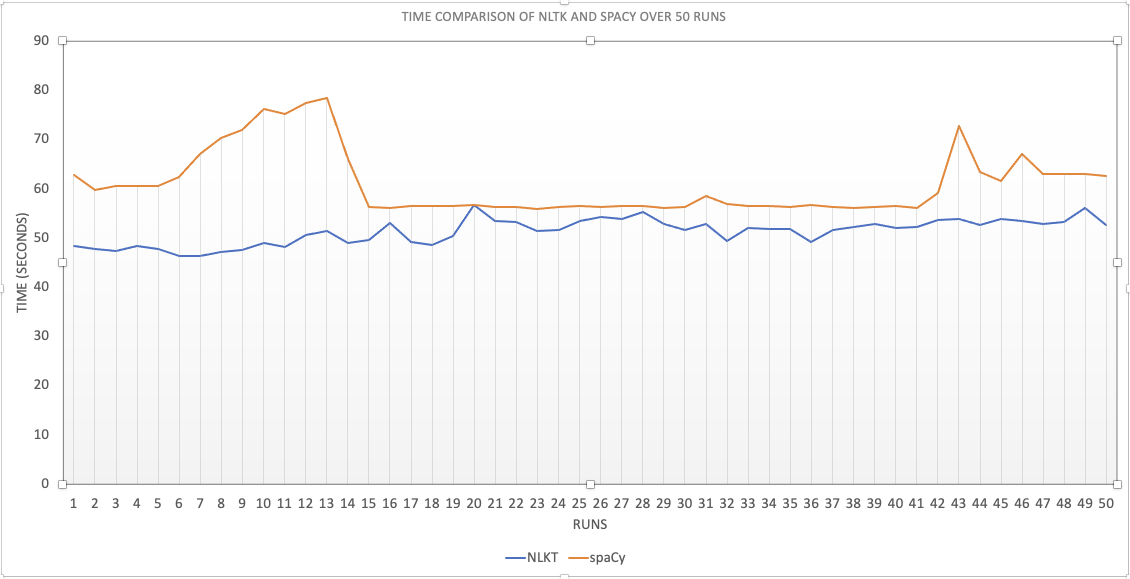 TIME COMPARISON OF NLTK AND SPACY OVER 50 RUNS
90
80
70
60
50
40
30
20
10
0
TIME (SECONDS)
1 2 3 4 5 6 7 8 9 10 11 12 13 14 15 16 17 18 19 20 21 22 23 24 25 26 27 28 29 30 31 32 33 34 35 36 37 38 39 40 41 42 43 44 45 46 47 48 49 50
RUNS
NLKT spaCy